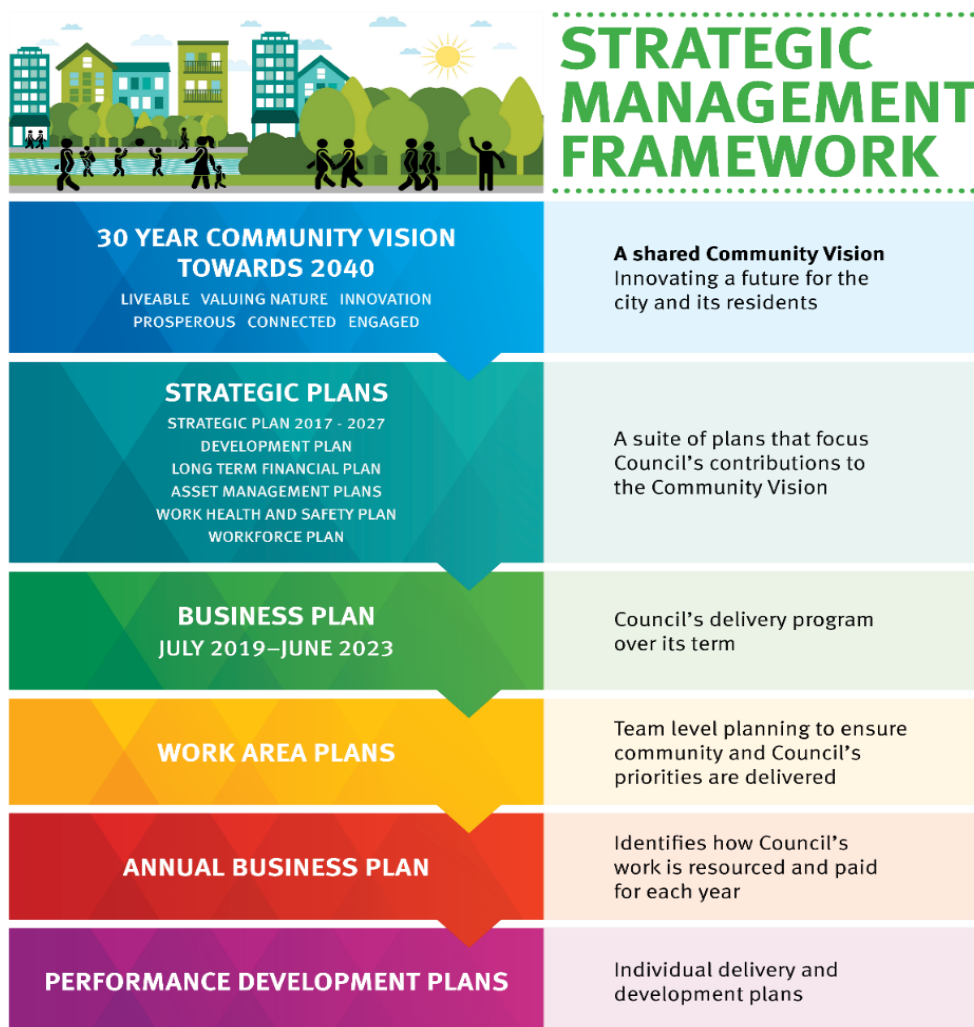 STRATEGIC
MANAGEMENT
FRAMEWORK
30 YEAR COMMUNITY VISION
TOWARDS 2040
LIVEABLE VALUING NATURE INNOVATION
PROSPEROUS CONNECTED ENGAGED
A shared Community Vision
Innovating a future for the
city and its residents
STRATEGIC PLANS
STRATEGIC PLAN 2017 - 2027
DEVELOPMENT PLAN
LONG TERM FINANCIAL PLAN
ASSET MANAGEMENT PLANS
WORK HEALTH AND SAFETY PLAN
WORKFORCE PLAN
A suite of plans that focus
Council's contributions to
the Community Vision
BUSINESS PLAN
JULY 2019–JUNE 2023
Council's delivery program
over its term
WORK AREA PLANS
Team level planning to ensure
community and Council's
priorities are delivered
ANNUAL BUSINESS PLAN
Identifies how Council's
work is resourced and paid
for each year
PERFORMANCE DEVELOPMENT PLANS
Individual delivery and
development plans